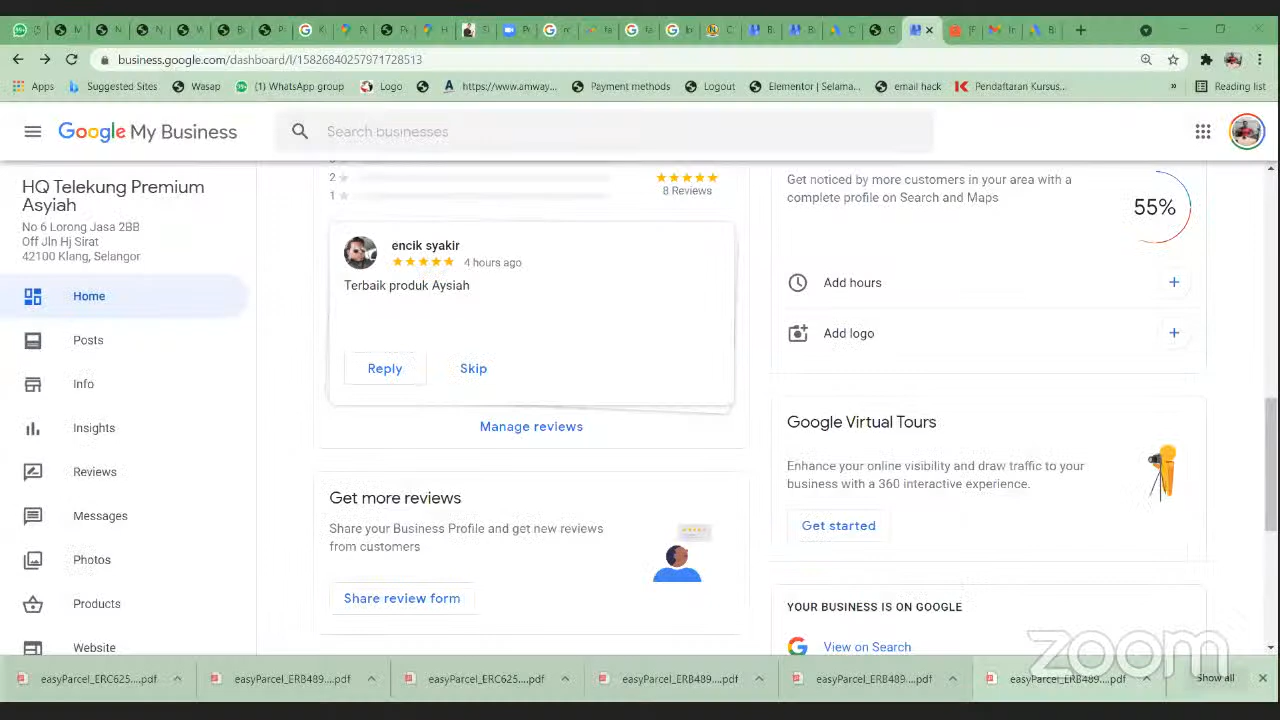 business.google.com/dashboard/l/15826840257971728513
Apps
Suggested Sites
Wasap
(1) WhatsApp group
Logo
https://www.amway...
Payment methods
Logout
Elementor | Selama...
email hack
Pendaftaran Kursus...
»
Reading list
Google My Business
Search businesses
HQ Telekung Premium
Asyiah
No 6 Lorong Jasa 2BB
Off Jln Hj Sirat
42100 Klang, Selangor
Home
Posts
Info
Insights
Reviews
Messages
Photos
Products
Website
2
1
8 Reviews
encik syakir
4 hours ago
Terbaik produk Aysiah
Reply
Skip
Manage reviews
Get more reviews
Share your Business Profile and get new reviews
from customers
Share review form
Get noticed by more customers in your area with a
complete profile on Search and Maps
55%
Add hours
Add logo
Google Virtual Tours
Enhance your online visibility and draw traffic to your
business with a 360 interactive experience.
Get started
YOUR BUSINESS IS ON GOOGLE
View on Search
zoom
easyParcel_ERC625....pdf
easyParcel_ERB489....pdf
easyParcel_ERC625....pdf
easyParcel_ERB489....pdf
easyParcel_ERB489....pdf
easyParcel_ERB489....pdf
Show all